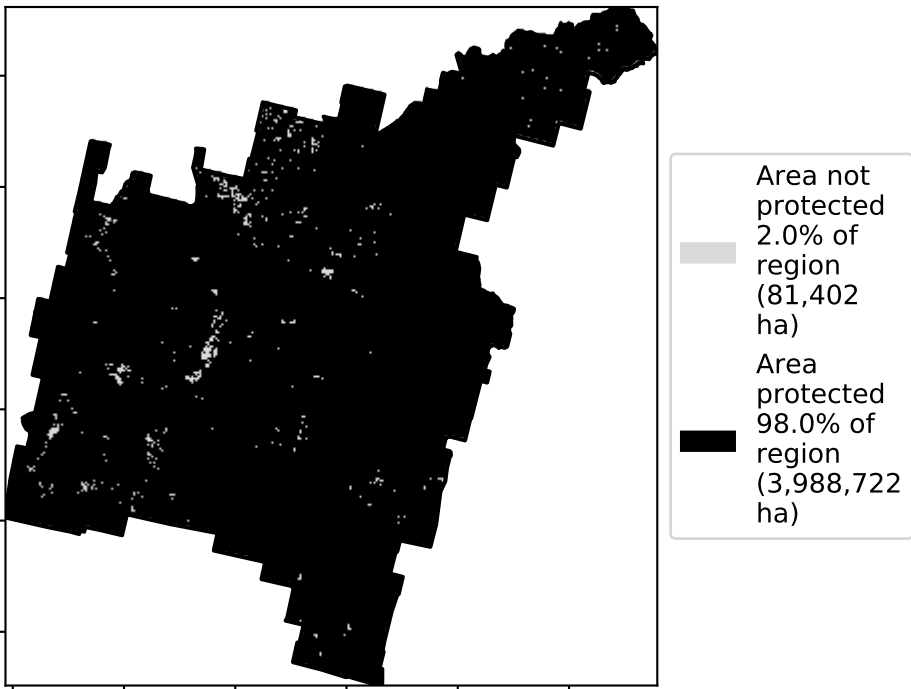 Area not
protected
2.0% of
region
(81,402
ha)
Area
protected
98.0% of
region
(3,988,722
ha)